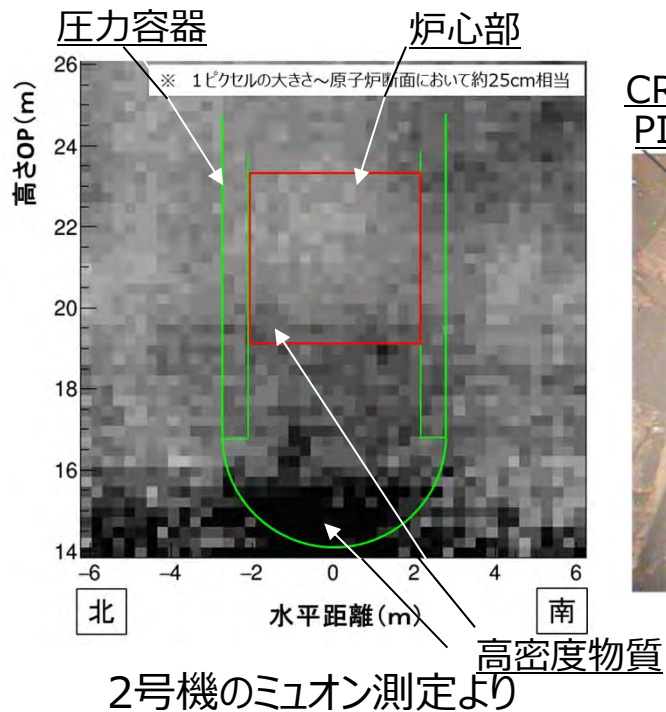 圧力容器
炉心部
※ 1ピクセルの大きさ~原子炉断面において約25cm相当
高さOP(m)
26
24
22
20
18
16
14
-6 -4 -2 0 2 4 6
北
水平距離(m)
南
高密度物質
2号機のミュオン測定より
CR
PI